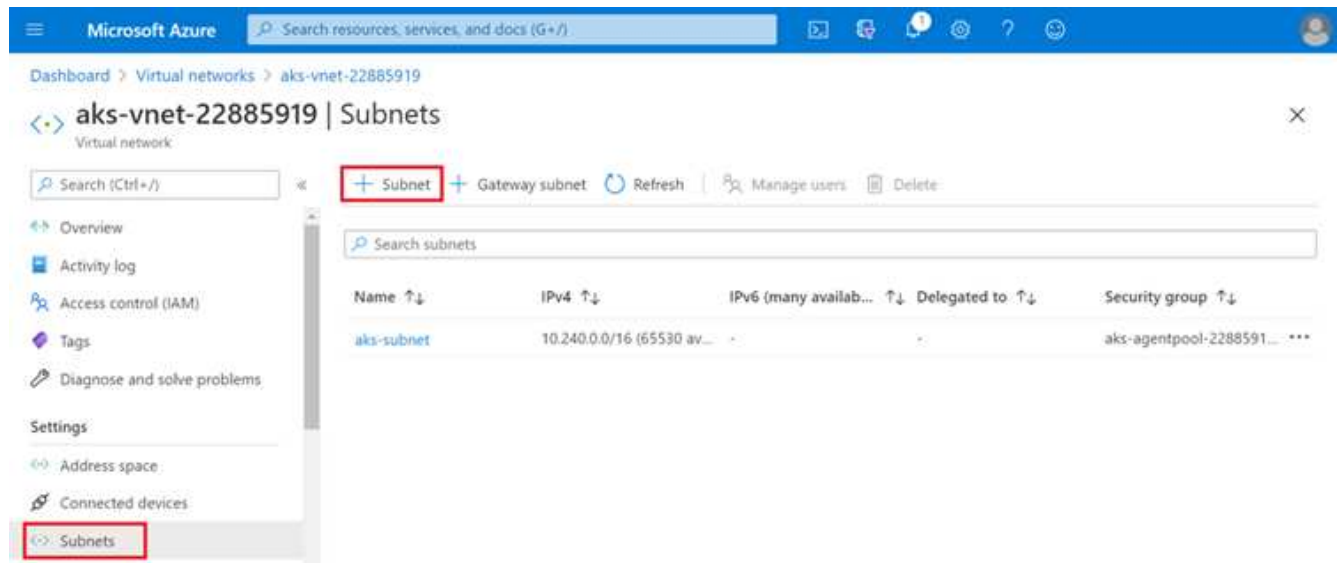 Microsoft Azure
Search resources, services, and docs (G+/)
Dashboard > Virtual networks > aks-vnet-22885919
aks-vnet-22885919 | Subnets
Virtual network
Search (Ctrl+/)
+ Subnet + Gateway subnet Refresh Manage users Delete
Overview
Search subnets
Activity log
Access control (IAM)
Name IPv4 IPv6 (many availab... Delegated to Security group
Tags
aks-subnet 10.240.0.0/16 (65530 av... - - aks-agentpool-2288591... •••
Diagnose and solve problems
Settings
Address space
Connected devices
Subnets